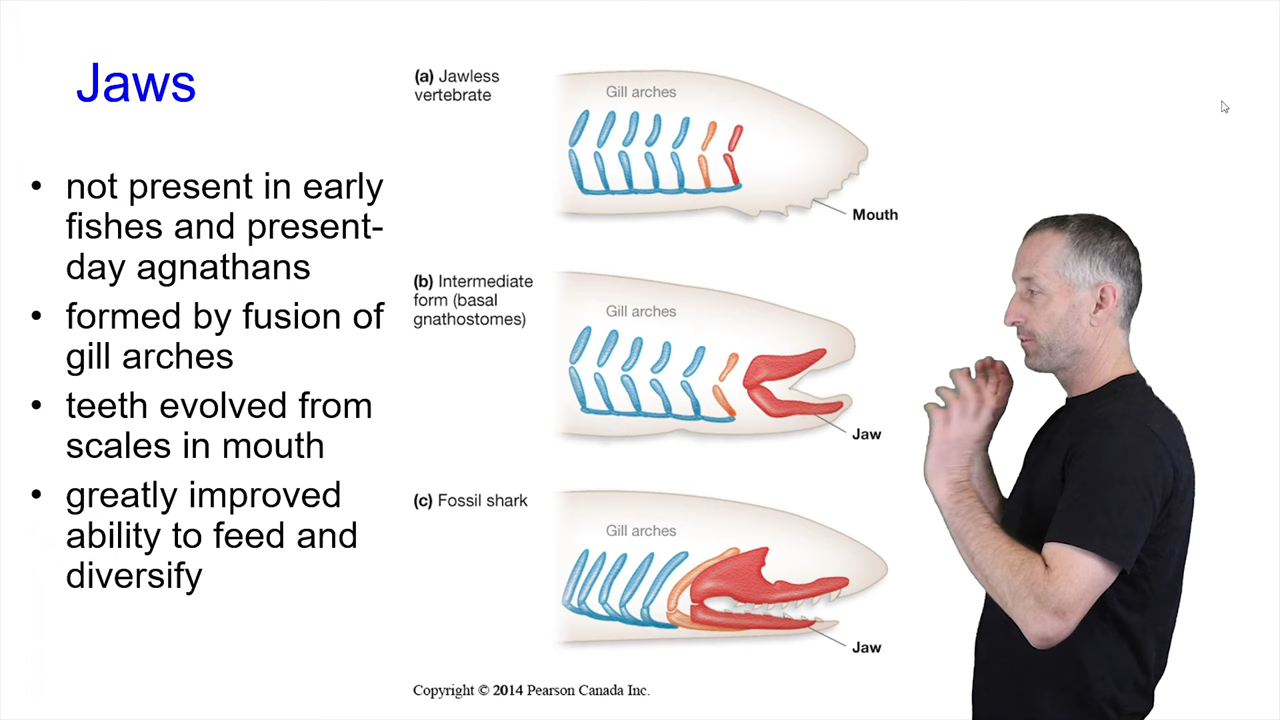 Jaws
• not present in early
fishes and present-
day agnathans
• formed by fusion of
gill arches
• teeth evolved from
scales in mouth
• greatly improved
ability to feed and
diversify
(a) Jawless
vertebrate
Gill arches
Mouth
(b) Intermediate
form (basal
gnathostomes)
Gill arches
Jaw
(c) Fossil shark
Gill arches
Jaw
Copyright © 2014 Pearson Canada Inc.